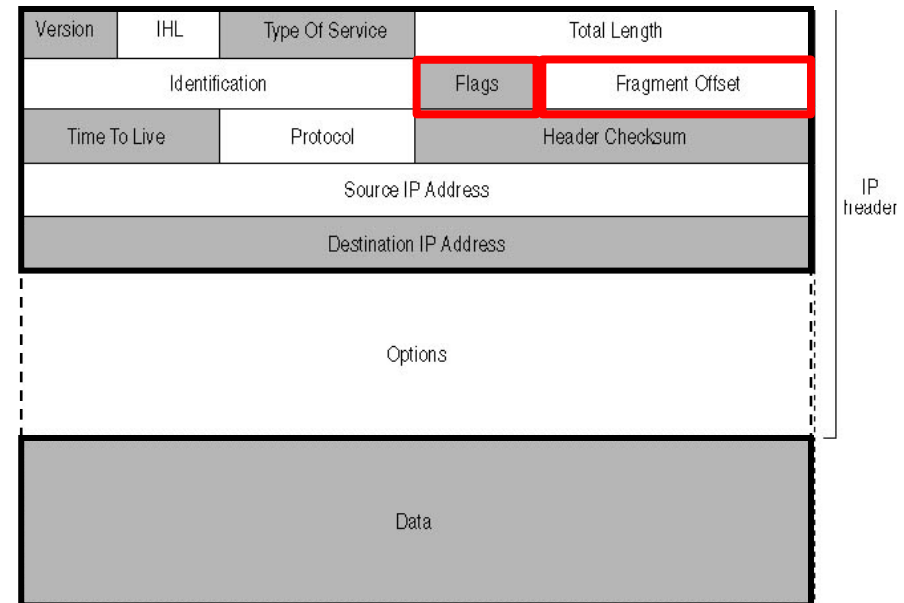 Version IHL Type Of Service Total Length
Identification Flags Fragment Offset
Time To Live Protocol Header Checksum
Source IP Address
IP
header
Destination IP Address
Options
Data